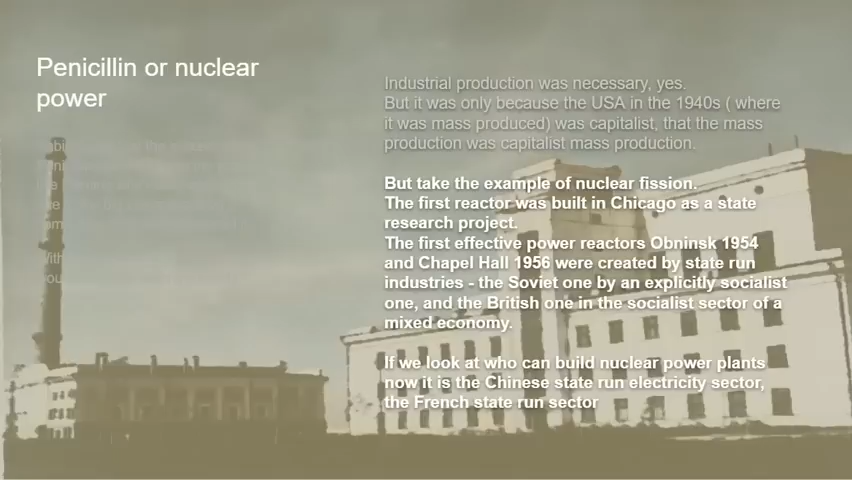 Penicillin or nuclear
power
Industrial production was necessary, yes.
But it was only because the USA in the 1940s ( where
it was mass produced) was capitalist, that the mass
production was capitalist mass production.
But take the example of nuclear fission.
The first reactor was built in Chicago as a state
research project.
The first effective power reactors Obninsk 1954
and Chapel Hall 1956 were created by state run
industries - the Soviet one by an explicitly socialist
one, and the British one in the socialist sector of a
mixed economy.
If we look at who can build nuclear power plants
now it is the Chinese state run electricity sector,
the French state run sector